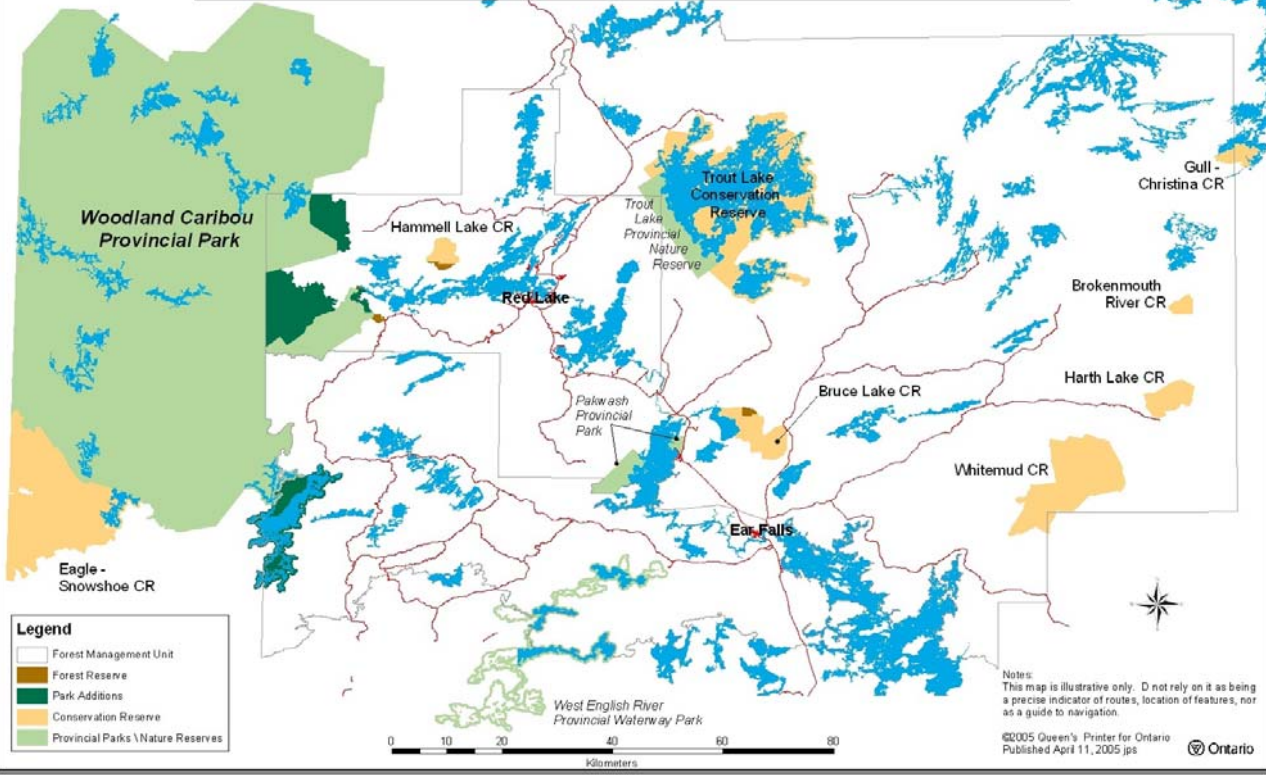 Gull -
Christina CR
Trout Lake
Conservation
Reserve
Trout
Lake
Provincial
Nature
Reserve
Woodland Caribou
Provincial Park
Hammell Lake CR
Red Lake
Brokenmouth
River CR
Harth Lake CR
Bruce Lake CR
Pakwash
Provincial
Park
Whitemud CR
Ear Falls
Eagle -
Snowshoe CR
Legend
Forest Management Unit
Forest Reserve
Park Additions
Conservation Reserve
Provincial Parks \ Nature Reserves
West English River
Provincial Waterway Park
0 10 20 40 60 80
Kilometers
Notes:
This map is illustrative only. D o not rely on it as being
a precise indicator of routes, location of features, nor
as a guide to navigation.
©2005 Queen's Printer for Ontario
Published April 11, 2005 jps
Ontario